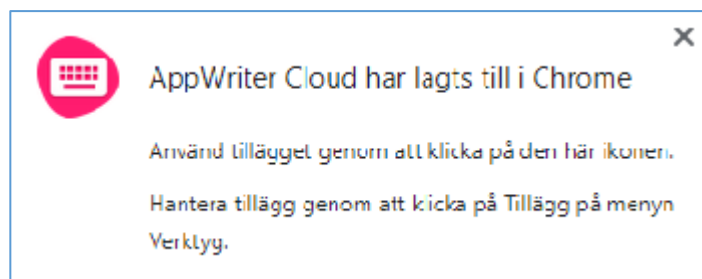 AppWriter Cloud har lagts till i Chrome
Använd tillägget genom att klicka på den här ikonen.
Hantera tillägg genom att klicka på Tillägg på menyn
Verktyg.